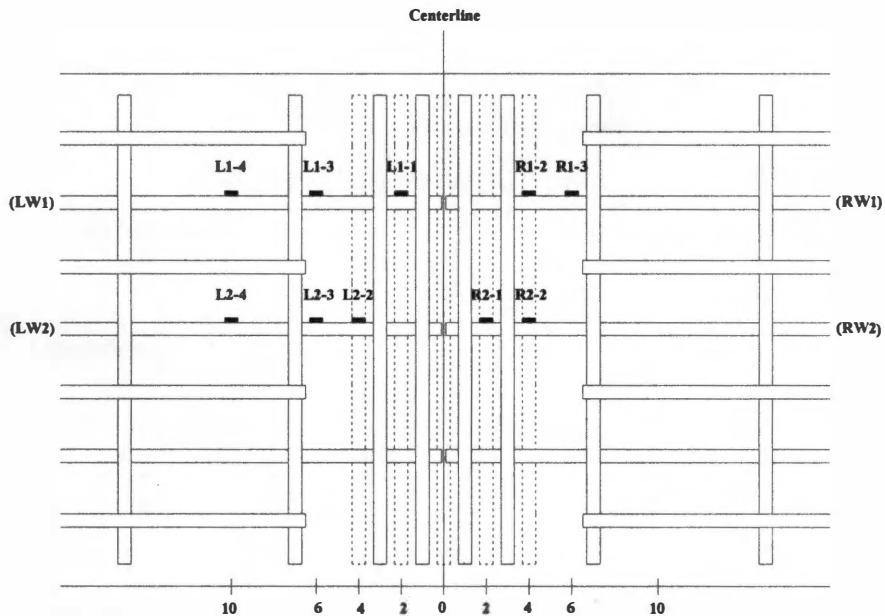 Centerline
L1-4 L1-3 L1-1 R1-2 R1-3
(LW1) (RW1)
L2-4 L2-3 L2-2 R2-1 R2-2
(LW2) (RW2)
10 6 4 2 0 2 4 6 10